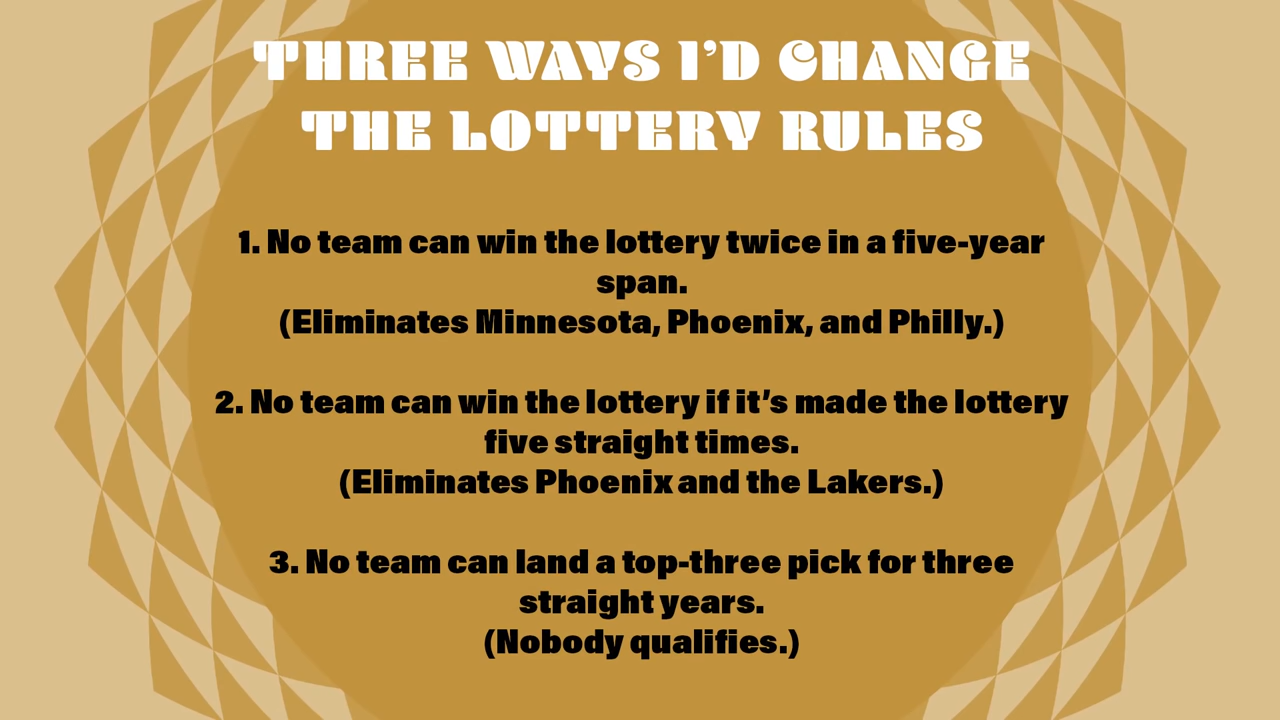 THREE WAYS I'D CHANGE
THE LOTTERY RULES
1. No team can win the lottery twice in a five-year
span.
(Eliminates Minnesota, Phoenix, and Philly.)
2. No team can win the lottery if it's made the lottery
five straight times.
(Eliminates Phoenix and the Lakers.)
3. No team can land a top-three pick for three
straight years.
(Nobody qualifies.)